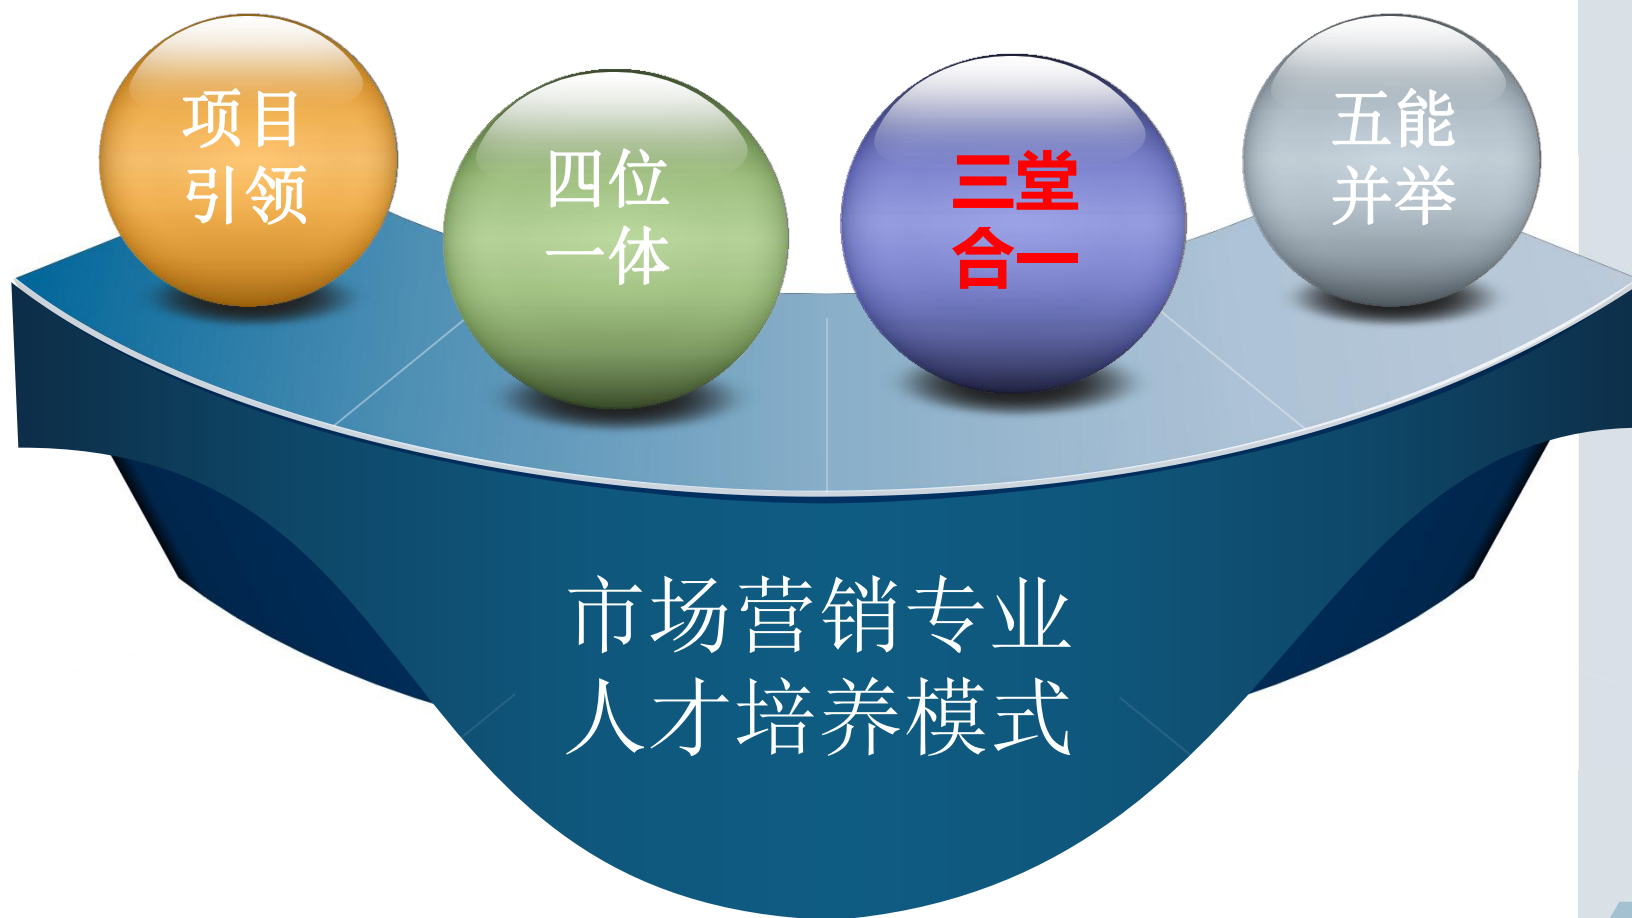 项目
引领
四位
一体
三堂
合一
五能
并举
市场营销专业
人才培养模式